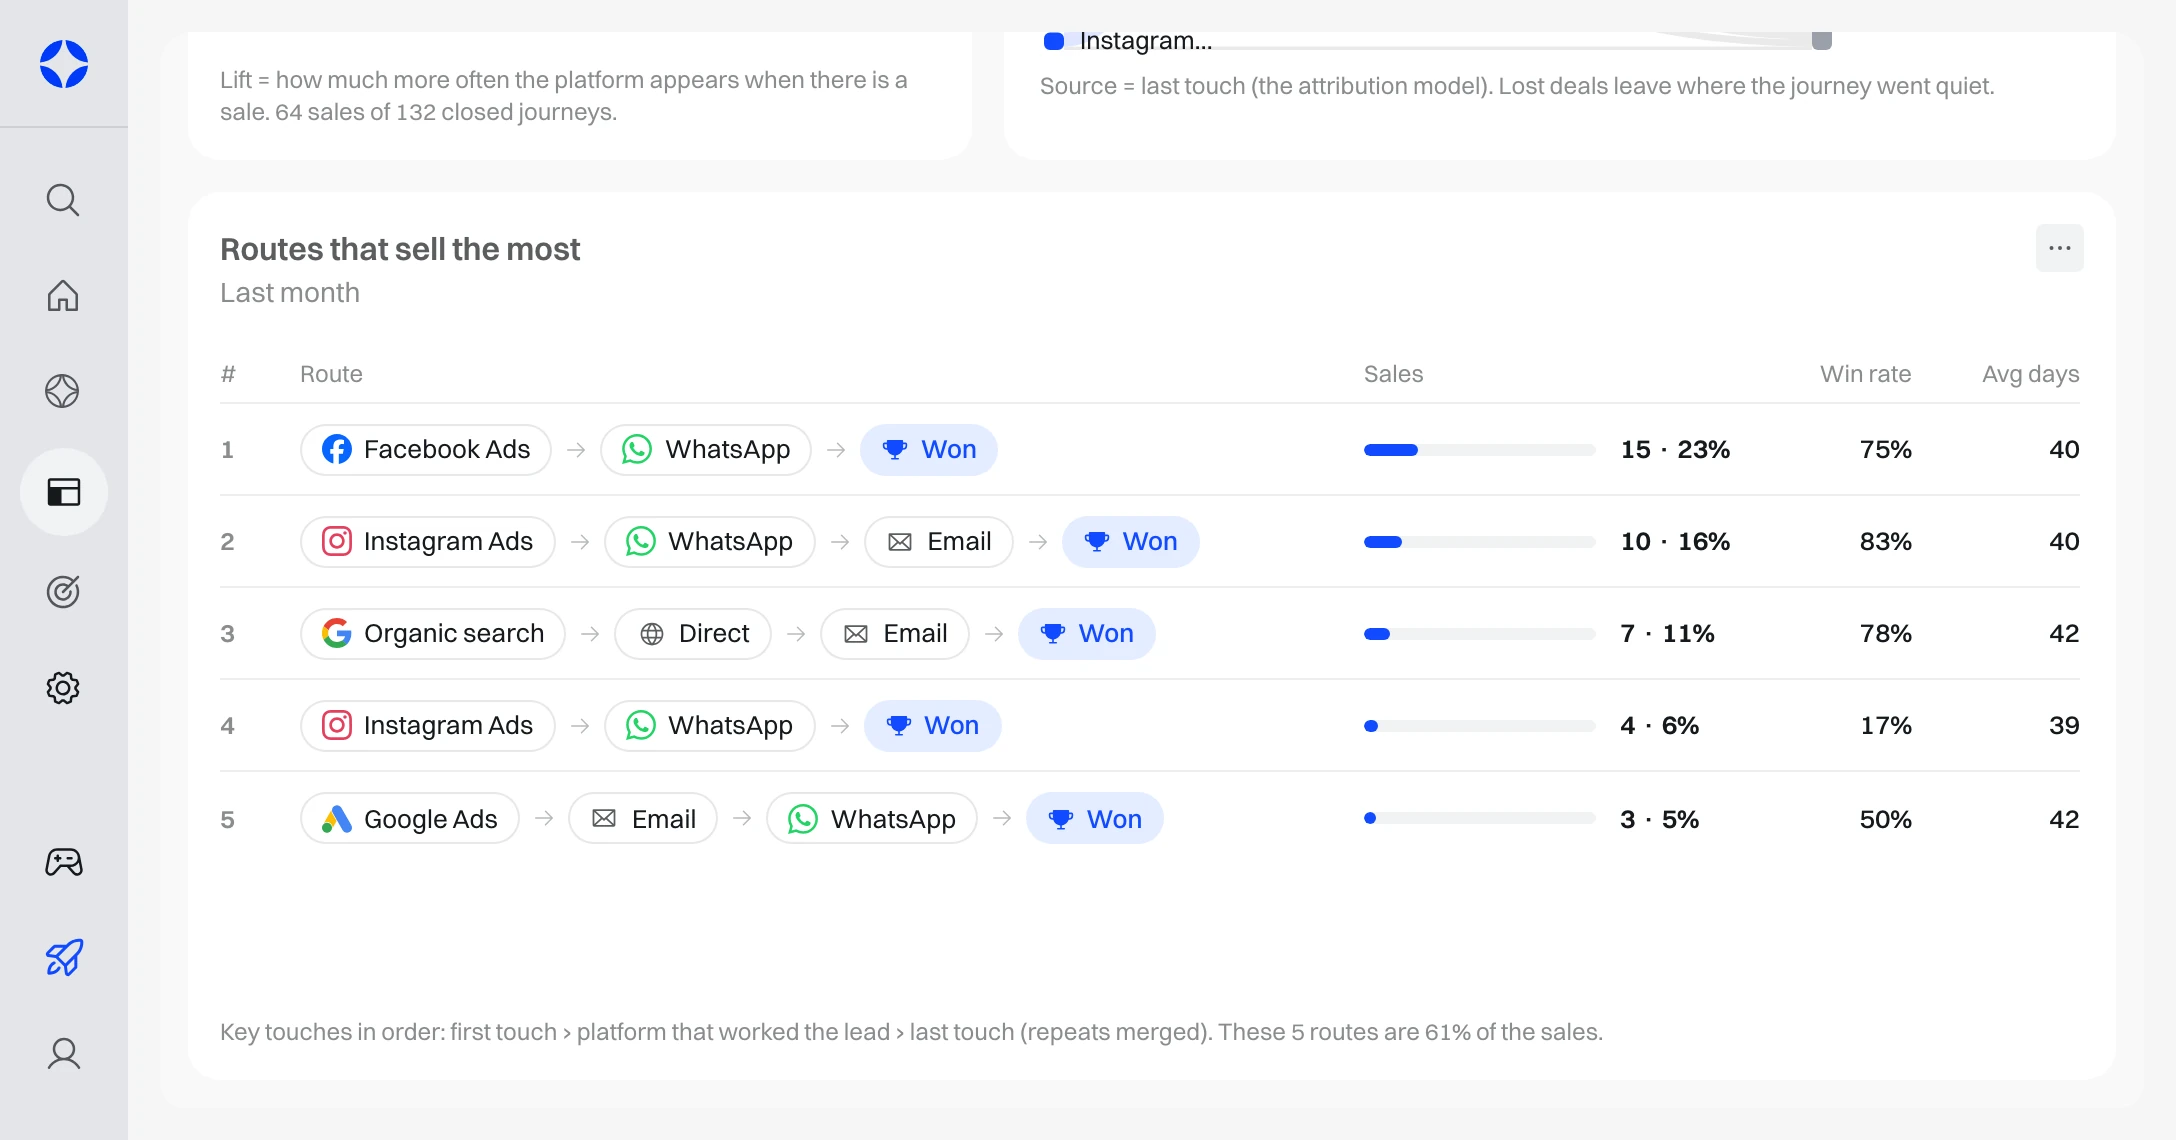 Instagram...
Lift = how much more often the platform appears when there is a
sale. 64 sales of 132 closed journeys.
Source = last touch (the attribution model). Lost deals leave where the journey went quiet.
Routes that sell the most
Last month
# Route Sales Win rate Avg days
1 Facebook Ads → WhatsApp → Won 15 · 23% 75% 40
2 Instagram Ads → WhatsApp → Email → Won 10 · 16% 83% 40
3 Organic search → Direct → Email → Won 7 · 11% 78% 42
4 Instagram Ads → WhatsApp → Won 4 · 6% 17% 39
5 Google Ads → Email → WhatsApp → Won 3 · 5% 50% 42
Key touches in order: first touch › platform that worked the lead › last touch (repeats merged). These 5 routes are 61% of the sales.